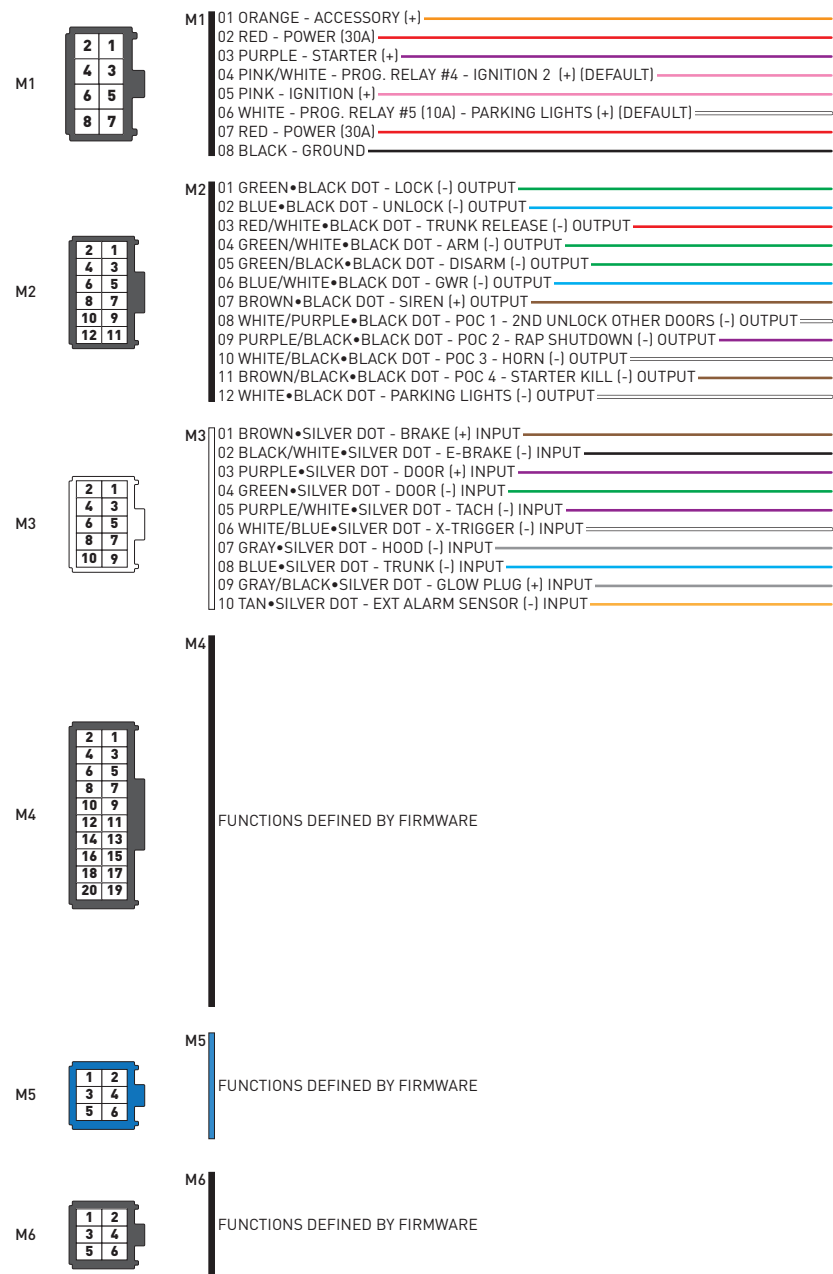 M1
2 1
4 3
6 5
8 7
M1
01 ORANGE - ACCESSORY (+)
02 RED - POWER (30A)
03 PURPLE - STARTER (+)
04 PINK/WHITE - PROG. RELAY #4 - IGNITION 2 (+) (DEFAULT)
05 PINK - IGNITION (+)
06 WHITE - PROG. RELAY #5 (10A) - PARKING LIGHTS (+) (DEFAULT)
07 RED - POWER (30A)
08 BLACK - GROUND
M2
2 1
4 3
6 5
8 7
10 9
12 11
M2
01 GREEN•BLACK DOT - LOCK (-) OUTPUT
02 BLUE•BLACK DOT - UNLOCK (-) OUTPUT
03 RED/WHITE•BLACK DOT - TRUNK RELEASE (-) OUTPUT
04 GREEN/WHITE•BLACK DOT - ARM (-) OUTPUT
05 GREEN/BLACK•BLACK DOT - DISARM (-) OUTPUT
06 BLUE/WHITE•BLACK DOT - GWR (-) OUTPUT
07 BROWN•BLACK DOT - SIREN (+) OUTPUT
08 WHITE/PURPLE•BLACK DOT - POC 1 - 2ND UNLOCK OTHER DOORS (-) OUTPUT
09 PURPLE/BLACK•BLACK DOT - POC 2 - RAP SHUTDOWN (-) OUTPUT
10 WHITE/BLACK•BLACK DOT - POC 3 - HORN (-) OUTPUT
11 BROWN/BLACK•BLACK DOT - POC 4 - STARTER KILL (-) OUTPUT
12 WHITE•BLACK DOT - PARKING LIGHTS (-) OUTPUT
M3
2 1
4 3
6 5
8 7
10 9
M3
01 BROWN•SILVER DOT - BRAKE (+) INPUT
02 BLACK/WHITE•SILVER DOT - E-BRAKE (-) INPUT
03 PURPLE•SILVER DOT - DOOR (+) INPUT
04 GREEN•SILVER DOT - DOOR (-) INPUT
05 PURPLE/WHITE•SILVER DOT - TACH (-) INPUT
06 WHITE/BLUE•SILVER DOT - X-TRIGGER (-) INPUT
07 GRAY•SILVER DOT - HOOD (-) INPUT
08 BLUE•SILVER DOT - TRUNK (-) INPUT
09 GRAY/BLACK•SILVER DOT - GLOW PLUG (+) INPUT
10 TAN•SILVER DOT - EXT ALARM SENSOR (-) INPUT
M4
2 1
4 3
6 5
8 7
10 9
12 11
14 13
16 15
18 17
20 19
M4
FUNCTIONS DEFINED BY FIRMWARE
M5
1 2
3 4
5 6
M5
FUNCTIONS DEFINED BY FIRMWARE
M6
1 2
3 4
5 6
M6
FUNCTIONS DEFINED BY FIRMWARE